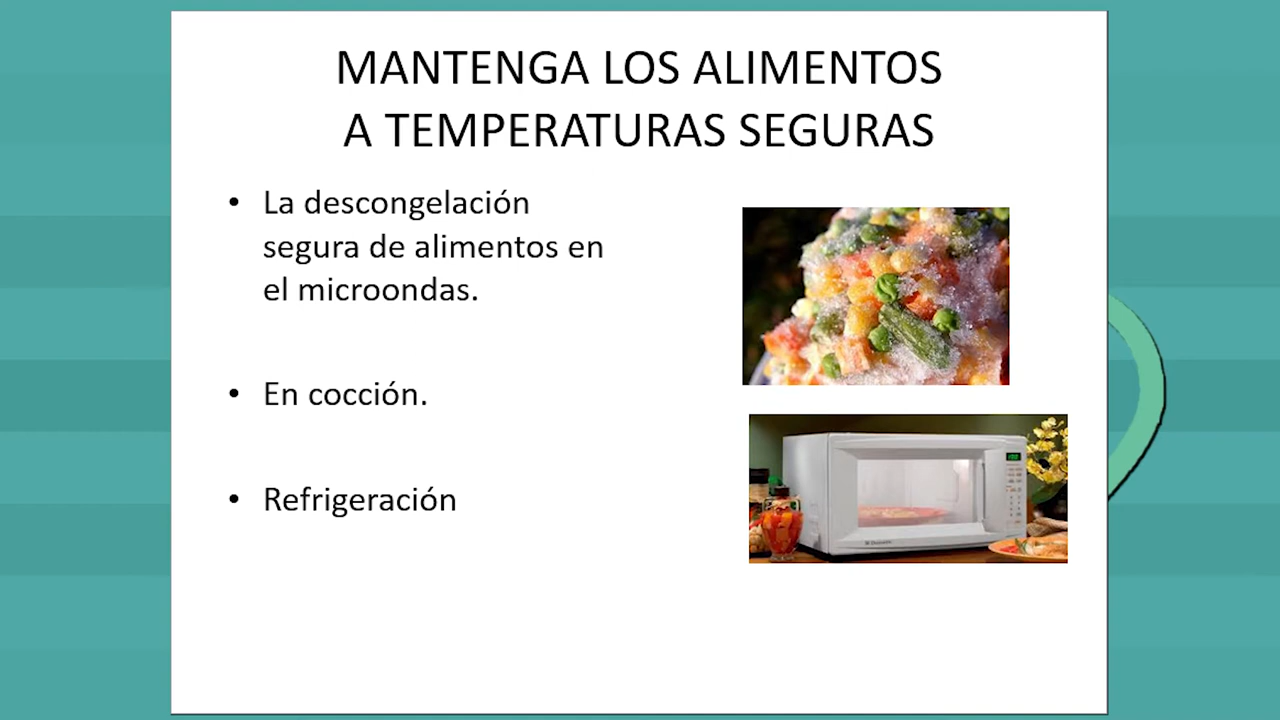 MANTENGA LOS ALIMENTOS
A TEMPERATURAS SEGURAS
• La descongelación
segura de alimentos en
el microondas.
• En cocción.
• Refrigeración